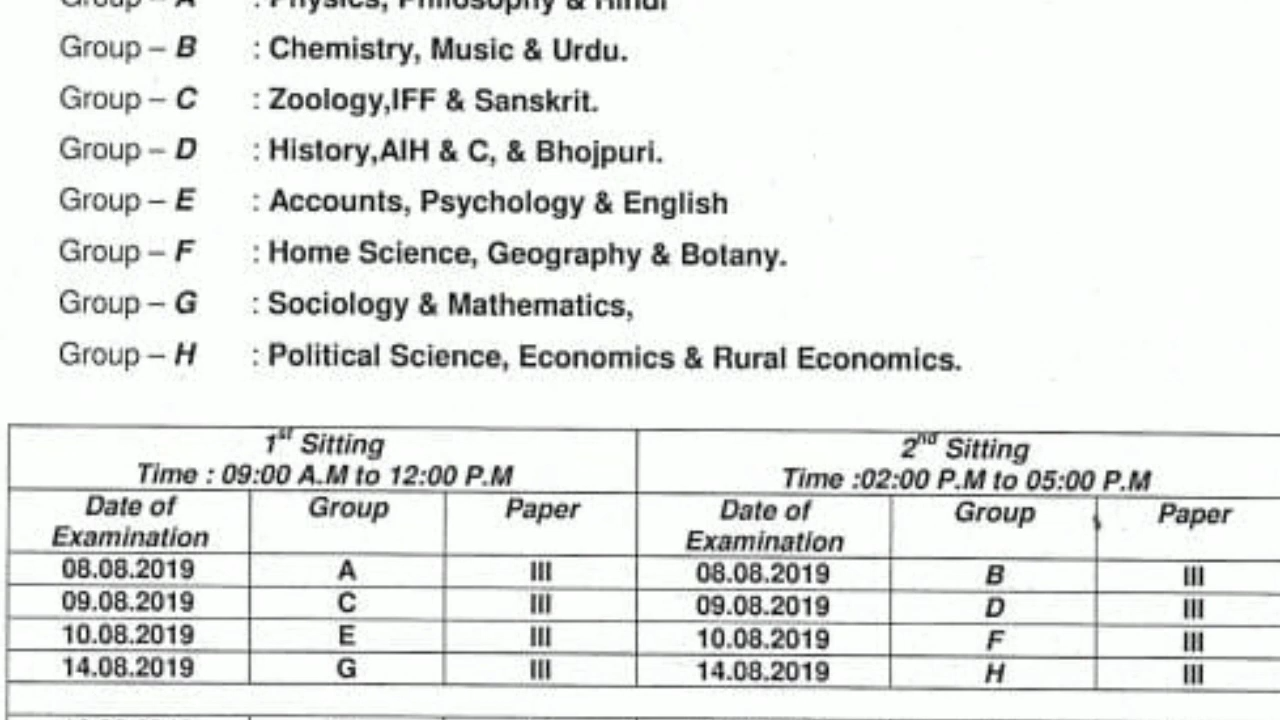 Group – A : Physics, Philosophy & Hindi
Group – B : Chemistry, Music & Urdu.
Group – C : Zoology,IFF & Sanskrit.
Group – D : History,AIH & C, & Bhojpuri.
Group – E : Accounts, Psychology & English
Group – F : Home Science, Geography & Botany.
Group – G : Sociology & Mathematics,
Group – H : Political Science, Economics & Rural Economics.
1st Sitting 2nd Sitting
Time : 09:00 A.M to 12:00 P.M Time :02:00 P.M to 05:00 P.M
Date of Group Paper Date of Group Paper
Examination Examination
08.08.2019 A III 08.08.2019 B III
09.08.2019 C III 09.08.2019 D III
10.08.2019 E III 10.08.2019 F III
14.08.2019 G III 14.08.2019 H III